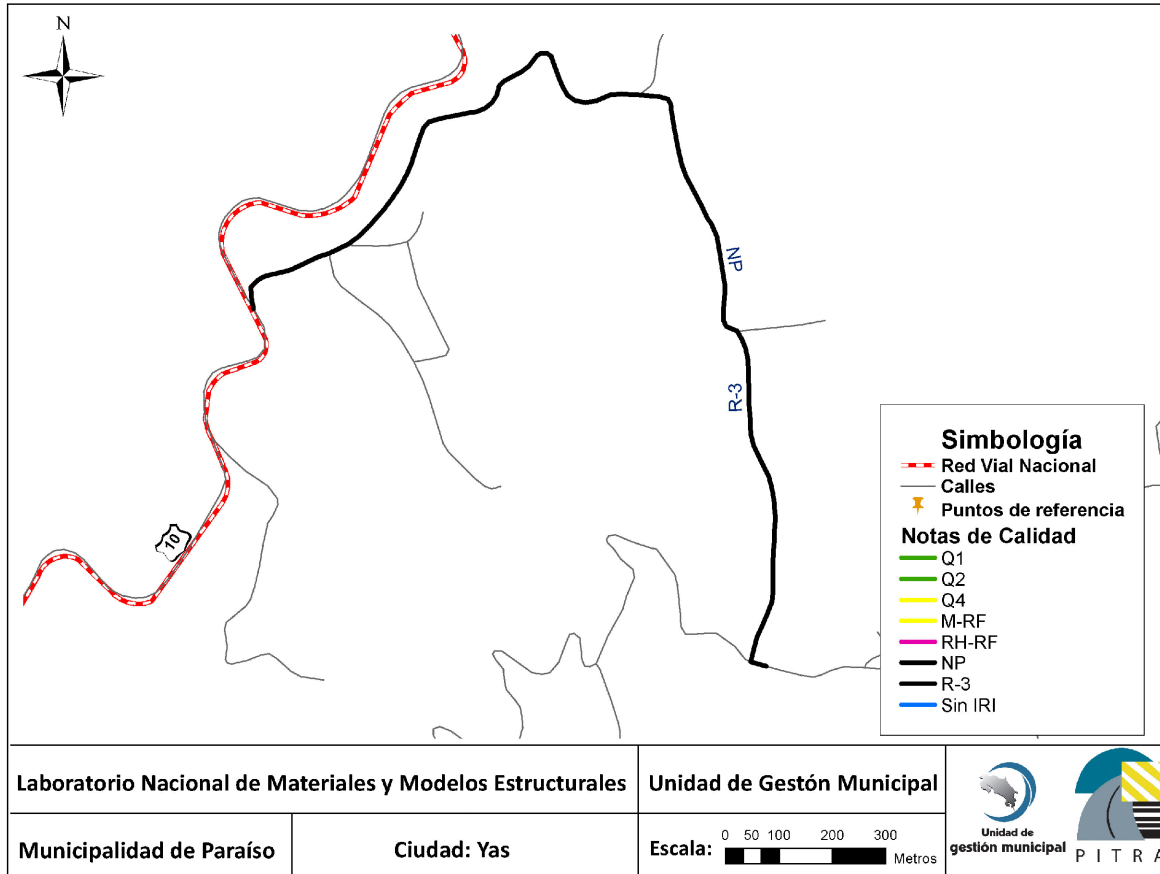 N
NP
R-3
10
Simbología
Red Vial Nacional
Calles
Puntos de referencia
Notas de Calidad
Q1
Q2
Q4
M-RF
RH-RF
NP
R-3
Sin IRI
Laboratorio Nacional de Materiales y Modelos Estructurales
Unidad de Gestión Municipal
Municipalidad de Paraíso
Ciudad: Yas
Escala:
0 50 100 200 300
Metros
Unidad de
gestión municipal
PITRA